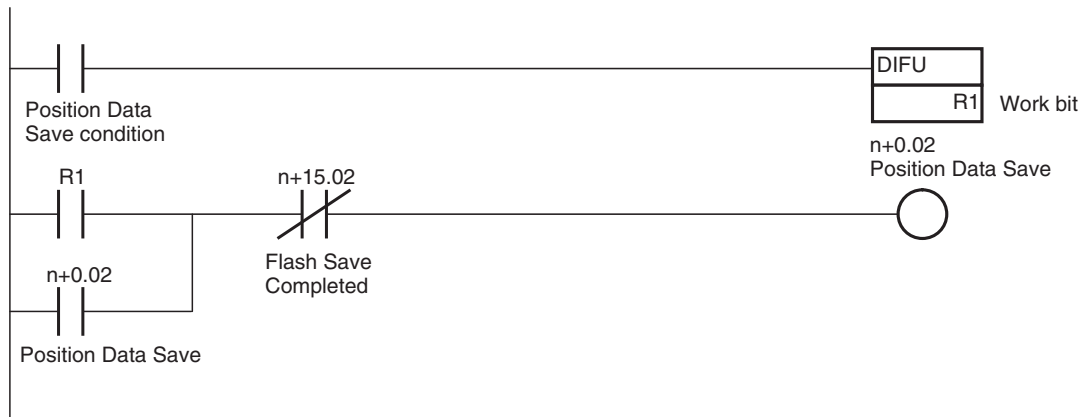 DIFU
R1 Work bit
Position Data
Save condition
n+0.02
Position Data Save
R1
n+15.02
Flash Save
Completed
n+0.02
Position Data Save